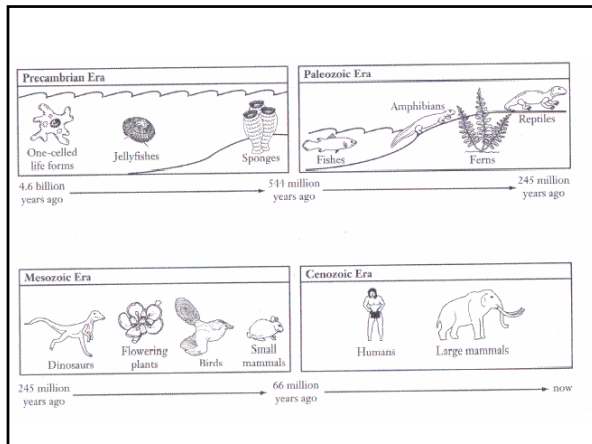 Precambrian Era
One-celled
life forms
Jellyfishes
Sponges
4.6 billion
years ago
544 million
years ago
Paleozoic Era
Fishes
Amphibians
Ferns
Reptiles
245 million
years ago
Mesozoic Era
Dinosaurs
Flowering
plants
Birds
Small
mammals
245 million
years ago
66 million
years ago
Cenozoic Era
Humans
Large mammals
now